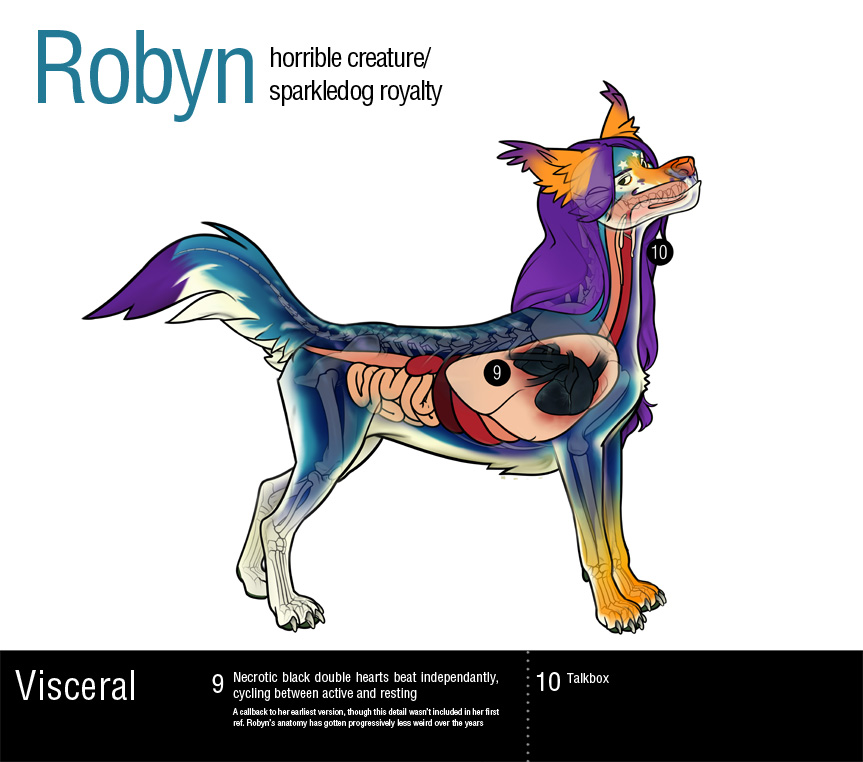 Robyn
horrible creature/
sparkledog royalty
10
9
Visceral
9
Necrotic black double hearts beat independantly,
cycling between active and resting
A callback to her earliest version, though this detail wasn't included in her first
ref. Robyn's anatomy has gotten progressively less weird over the years
10
Talkbox